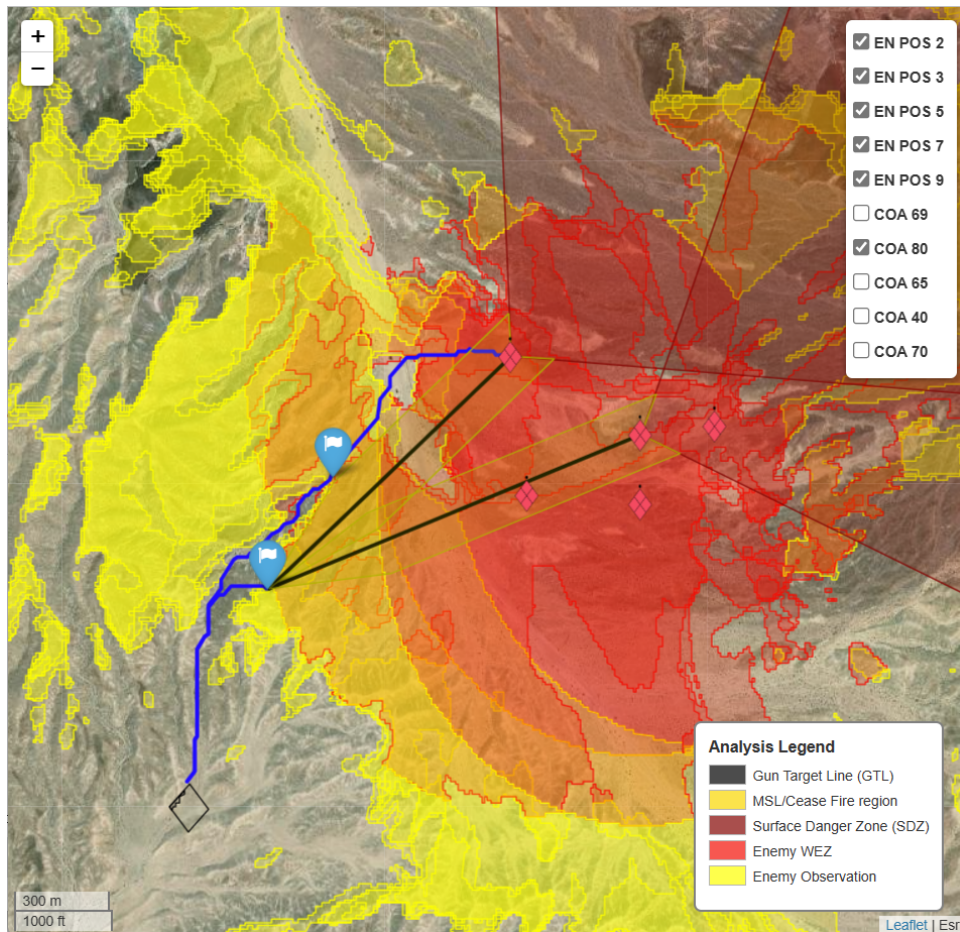 +
−
EN POS 2
EN POS 3
EN POS 5
EN POS 7
EN POS 9
COA 69
COA 80
COA 65
COA 40
COA 70
Analysis Legend
Gun Target Line (GTL)
MSL/Cease Fire region
Surface Danger Zone (SDZ)
Enemy WEZ
Enemy Observation
300 m
1000 ft
Leaflet | Esr